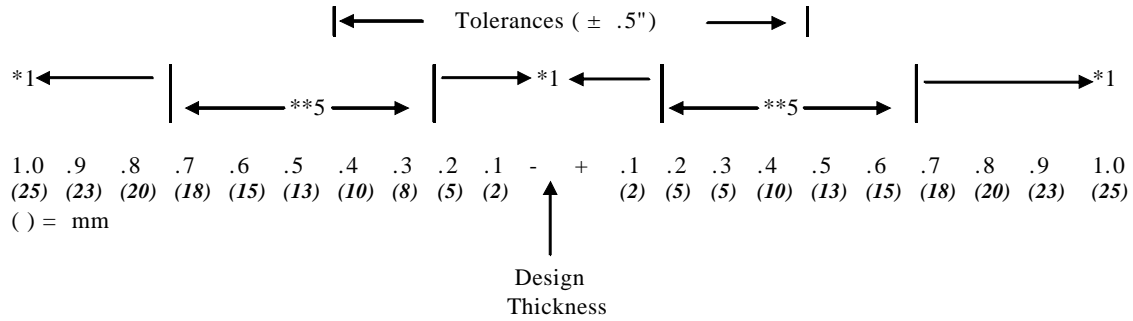 Tolerances ( ± .5")
*1 *1 *1
**5 **5
1.0 .9 .8 .7 .6 .5 .4 .3 .2 .1 - + .1 .2 .3 .4 .5 .6 .7 .8 .9 1.0
(25) (23) (20) (18) (15) (13) (10) (8) (5) (2) (2) (5) (5) (10) (13) (15) (18) (20) (23) (25)
( ) = mm
Design
Thickness